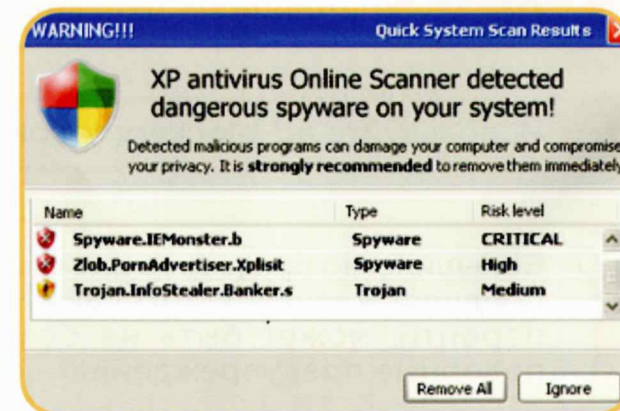 WARNING!!! Quick System Scan Results
XP antivirus Online Scanner detected
dangerous spyware on your system!
Detected malicious programs can damage your computer and compromise
your privacy. It is strongly recommended to remove them immediately
Name Type Risk level
Spyware.IEMonster.b Spyware CRITICAL
Zlob.PornAdvertiser.Xplisit Spyware High
Trojan.InfoStealer.Banker.s Trojan Medium
Remove All Ignore